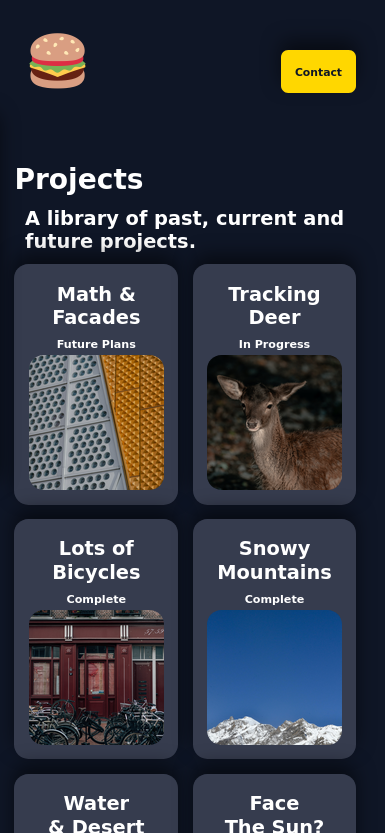 Contact
Projects
A library of past, current and
future projects.
Math &
Facades
Future Plans
Tracking
Deer
In Progress
Lots of
Bicycles
Complete
Snowy
Mountains
Complete
Water
& Desert
Face
The Sun?